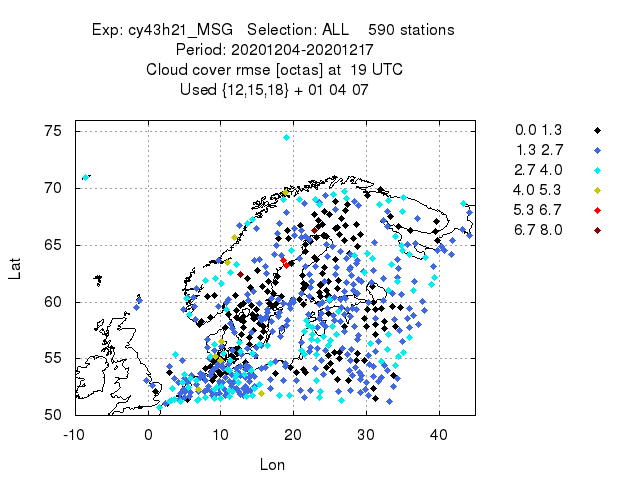 Exp: cy43h21_MSG   Selection: ALL    590 stations
Period: 20201204-20201217
Cloud cover rmse [octas] at  19 UTC
Used {12,15,18} + 01 04 07
75
70
65
60
55
50
-10 0 10 20 30 40
Lat
Lon
0.0 1.3
1.3 2.7
2.7 4.0
4.0 5.3
5.3 6.7
6.7 8.0